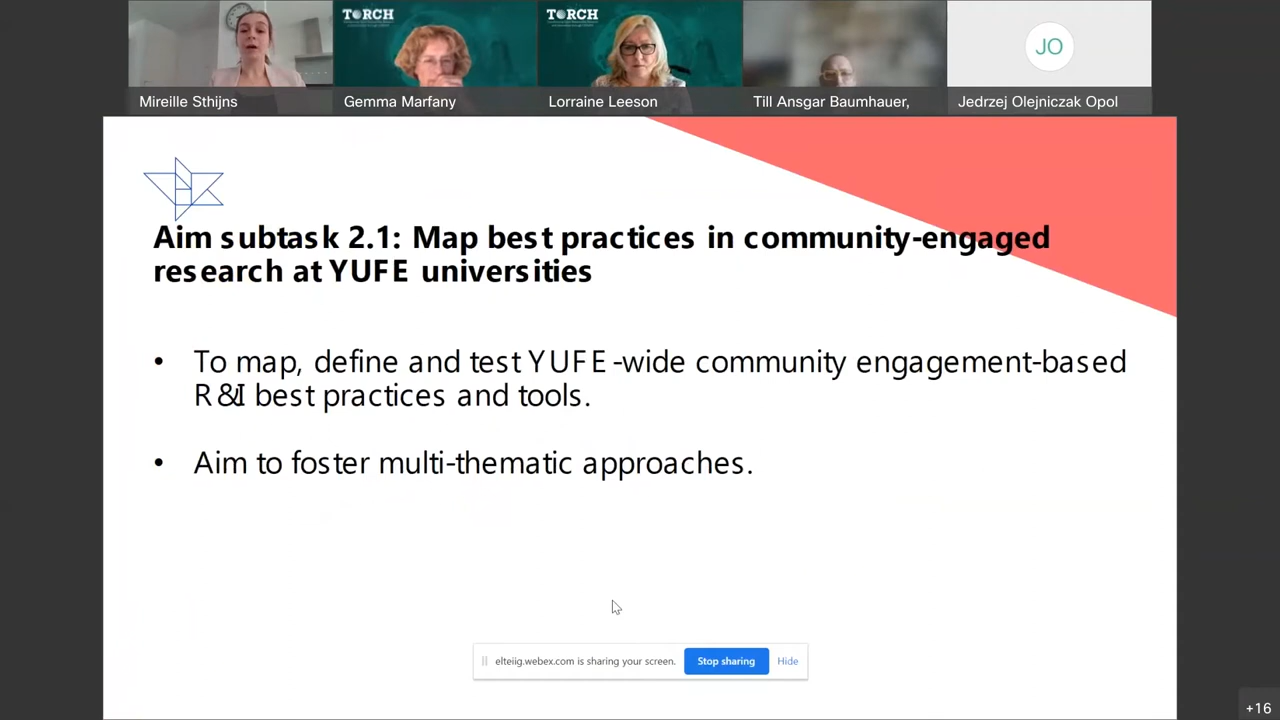 TORCH
TORCH
JO
Mireille Sthijns
Gemma Marfany
Lorraine Leeson
Till Ansgar Baumhauer,
Jedrzej Olejniczak Opol
Aim subtask 2.1: Map best practices in community-engaged
research at YUFE universities
• To map, define and test YUFE-wide community engagement-based
R&I best practices and tools.
• Aim to foster multi-thematic approaches.
elteiig.webex.com is sharing your screen.
Stop sharing
Hide
+16